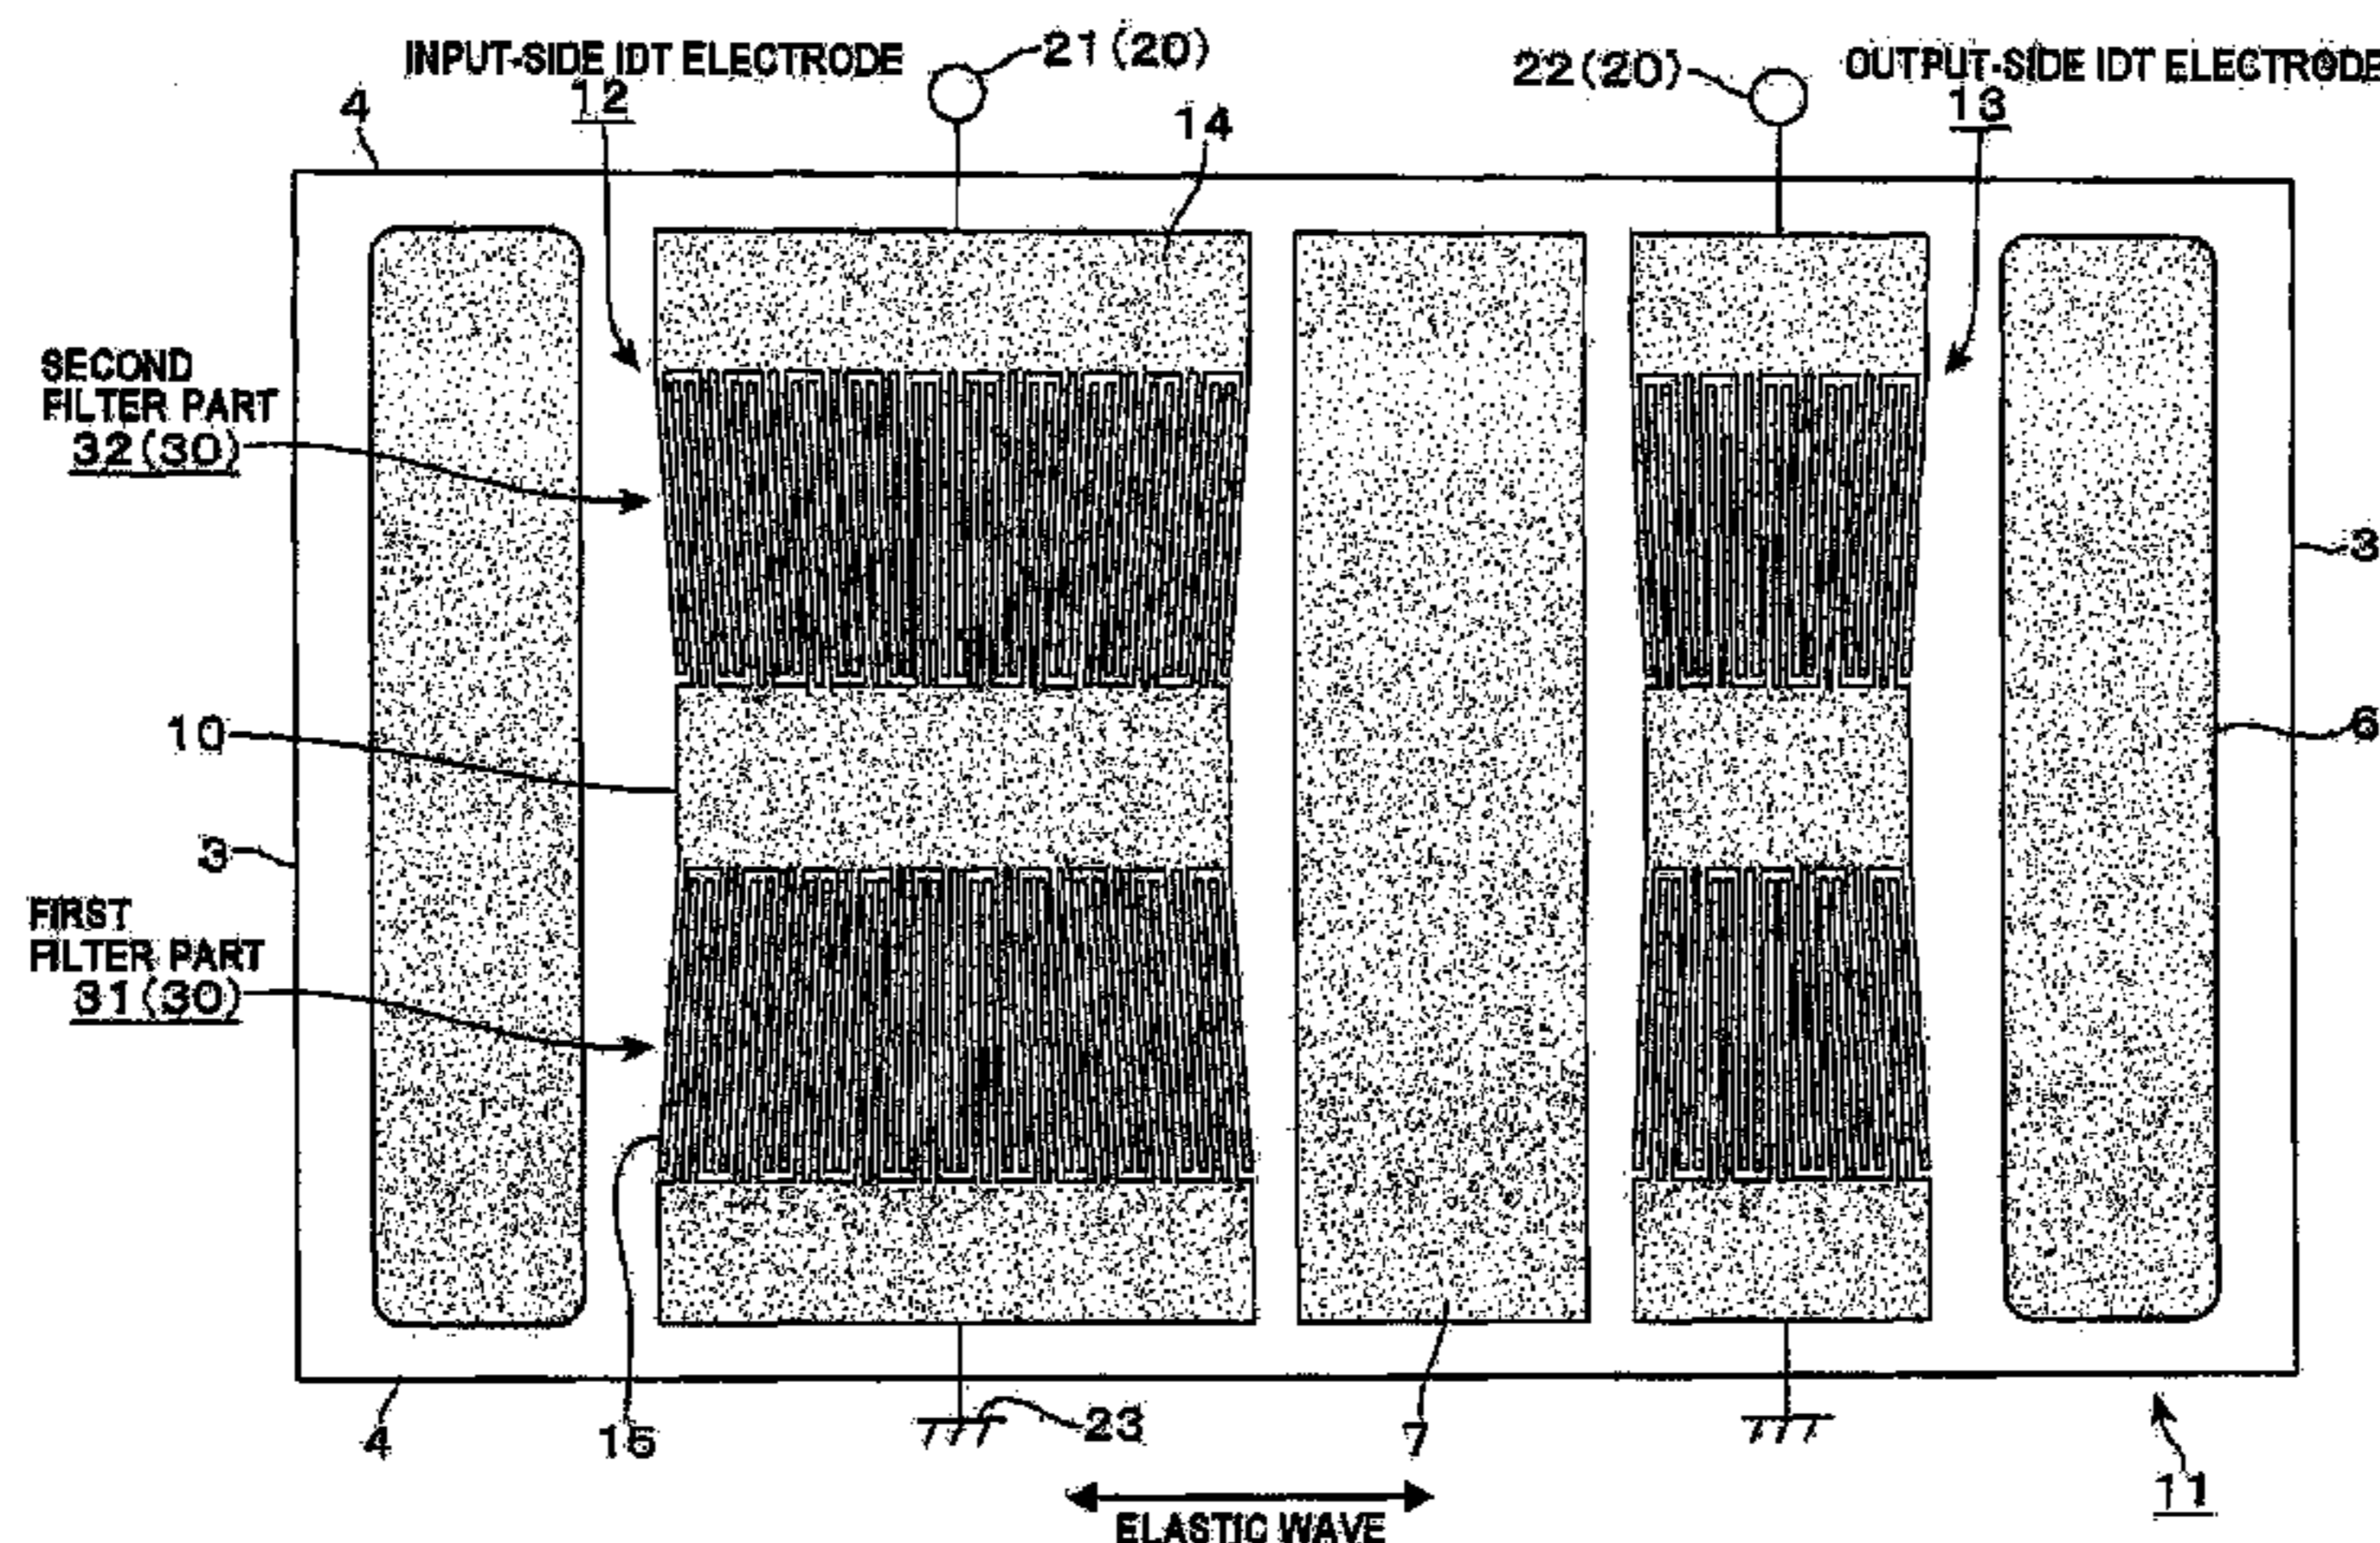 INPUT-SIDE IDT ELECTRODE
12
21(20)
22(20)
OUTPUT-SIDE IDT ELECTRODE
13
4
14
SECOND
FILTER PART
32(30)
3
10
6
3
FIRST
FILTER PART
31(30)
4
16
23
7
11
ELASTIC WAVE